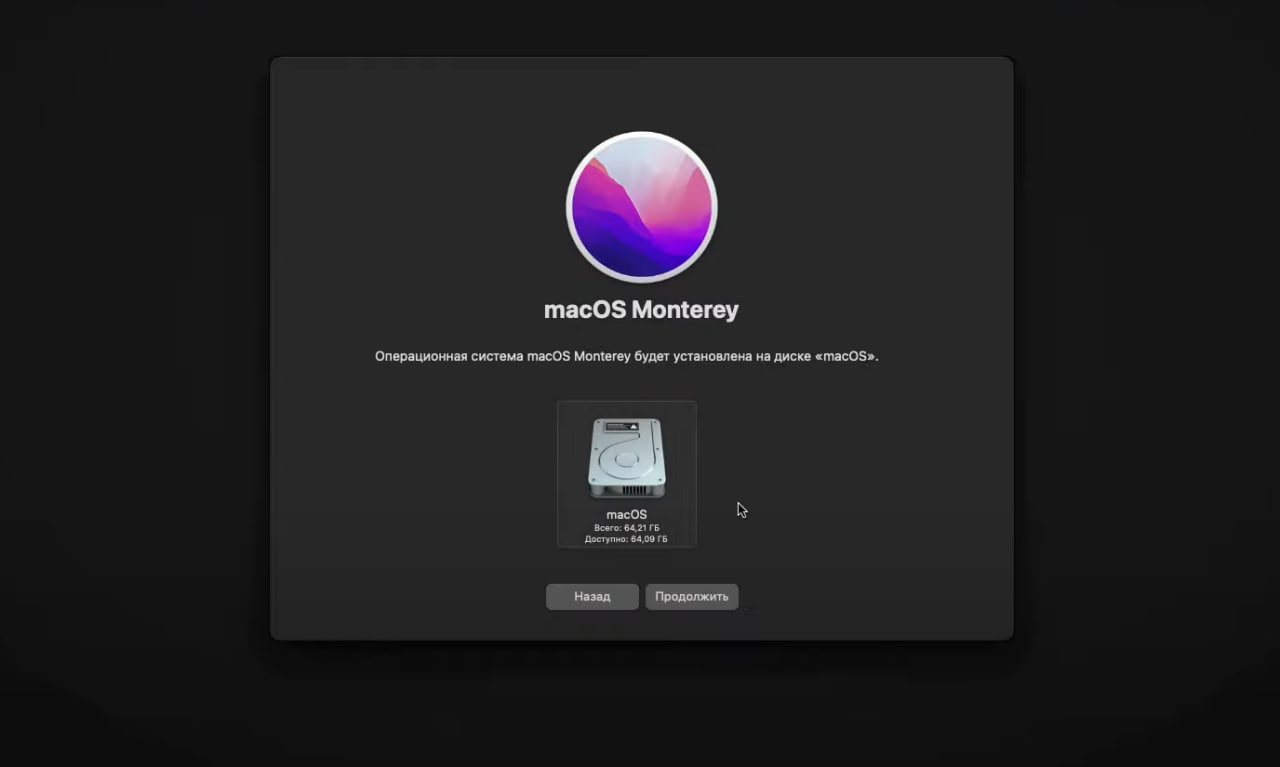 macOS Monterey
Операционная система macOS Monterey будет установлена на диске «macOS».
macOS
Всего: 64,21 ГБ
Доступно: 64,09 ГБ
Назад
Продолжить